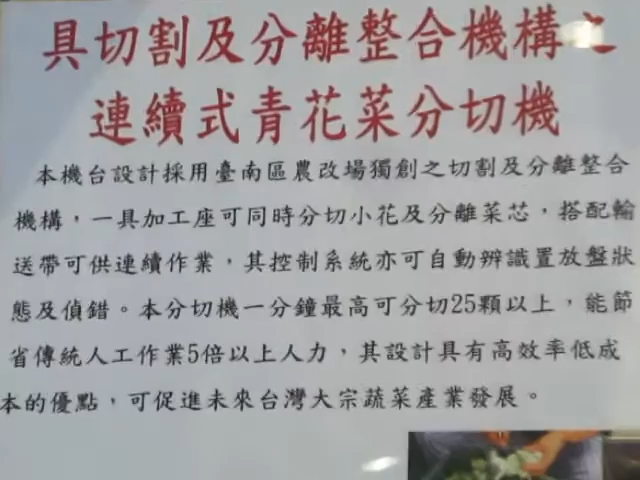 具切割及分離整合機構之
連續式青花菜分切機
本機台設計採用臺南區農改場獨創之切割及分離整合
機構，一具加工座可同時分切小花及分離菜芯，搭配輸
送帶可供連續作業，其控制系統亦可自動辨識置放盤狀
態及偵錯。本分切機一分鐘最高可分切25顆以上，能節
省傳統人工作業5倍以上人力，其設計具有高效率低成
本的優點，可促進未來台灣大宗蔬菜產業發展。